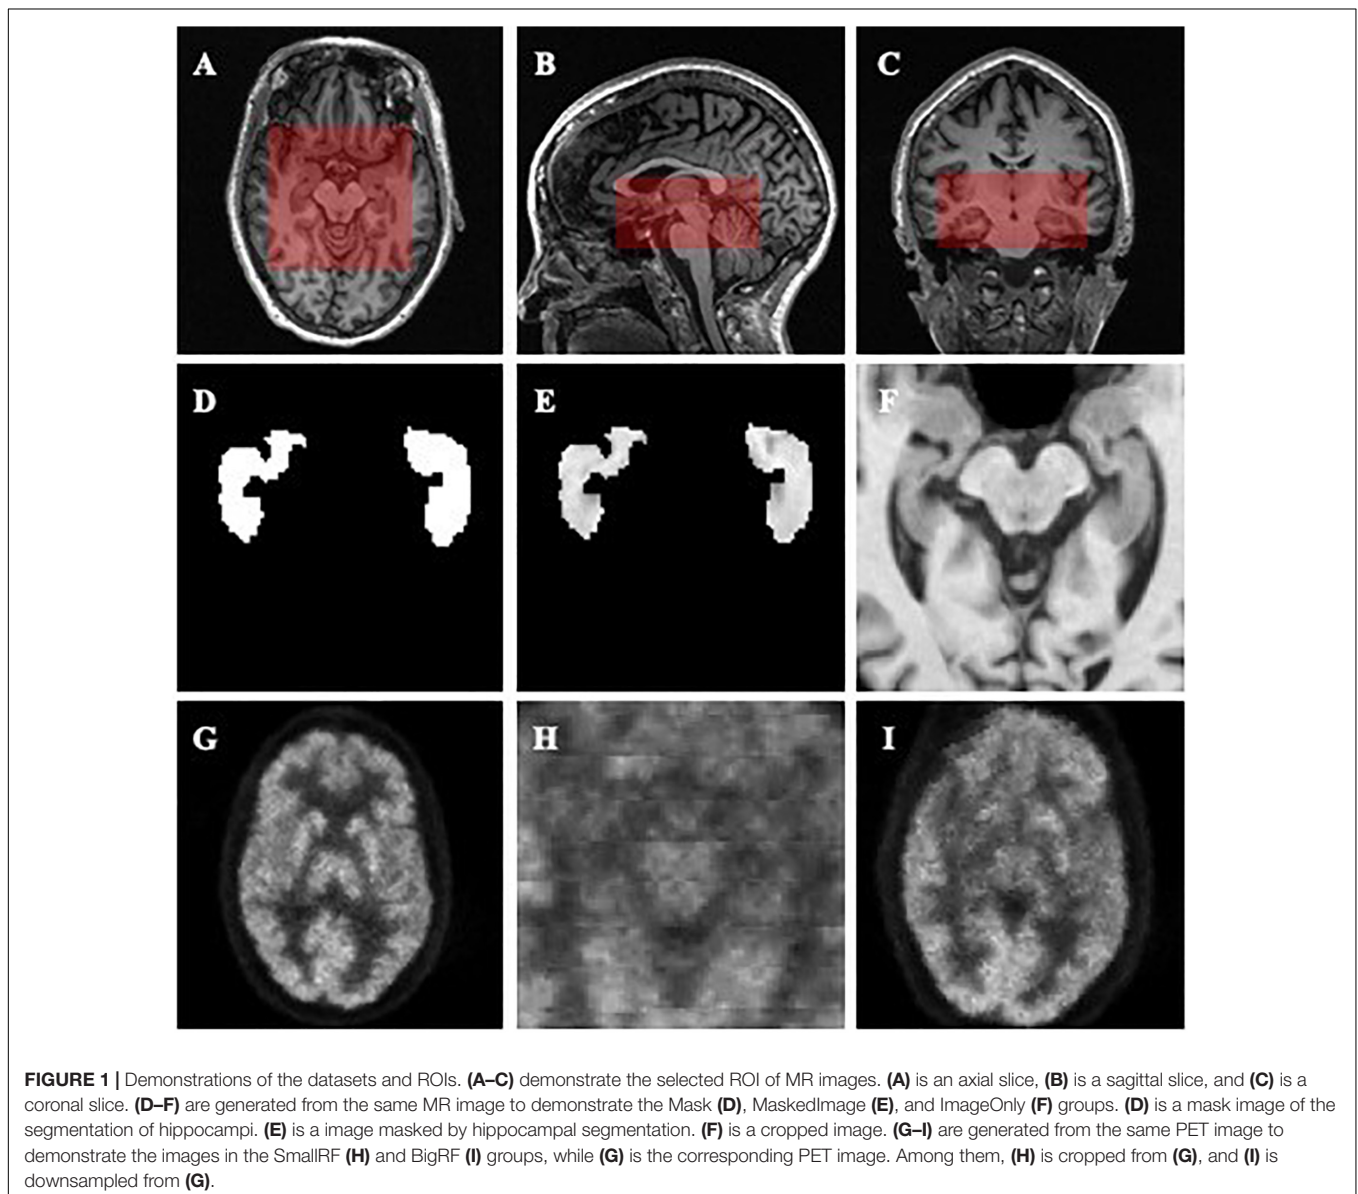 A
B
C
D
E
F
G
H
I
FIGURE 1 | Demonstrations of the datasets and ROIs. (A–C) demonstrate the selected ROI of MR images. (A) is an axial slice, (B) is a sagittal slice, and (C) is a
coronal slice. (D–F) are generated from the same MR image to demonstrate the Mask (D), MaskedImage (E), and ImageOnly (F) groups. (D) is a mask image of the
segmentation of hippocampi. (E) is a image masked by hippocampal segmentation. (F) is a cropped image. (G–I) are generated from the same PET image to
demonstrate the images in the SmallRF (H) and BigRF (I) groups, while (G) is the corresponding PET image. Among them, (H) is cropped from (G), and (I) is
downsampled from (G).